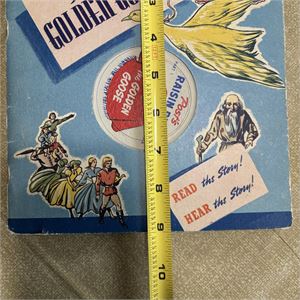 GOLDEN GO
THE GOLDEN
GOOSE
Post's
RAISIN
READ the Story!
HEAR the Story!
3
4
5
6
7
8
9
10